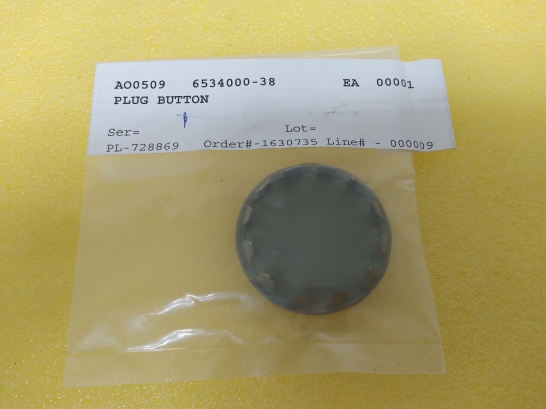 AO0509 6534000-38 EA 00001
PLUG BUTTON
Ser= Lot=
PL-728869 Order#-1630735 Line# - 000009